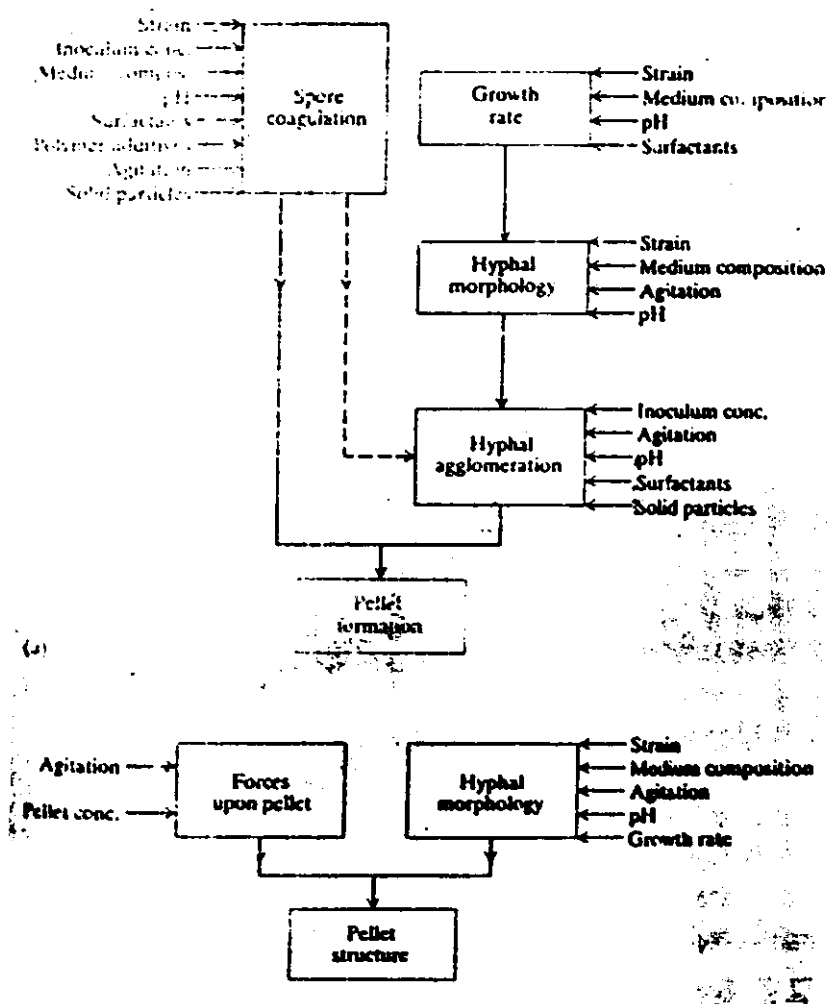 Strain
Inoculum conc.
Medium compos.
pH
Surfactants
Polymer additives
Agitation
Solid particles
Spore
coagulation
Growth
rate
Strain
Medium composition
pH
Surfactants
Hyphal
morphology
Strain
Medium composition
Agitation
pH
Hyphal
agglomeration
Inoculum conc.
Agitation
pH
Surfactants
Solid particles
Pellet
formation
(a)
Agitation
Pellet conc.
Forces
upon pellet
Hyphal
morphology
Strain
Medium composition
Agitation
pH
Growth rate
Pellet
structure